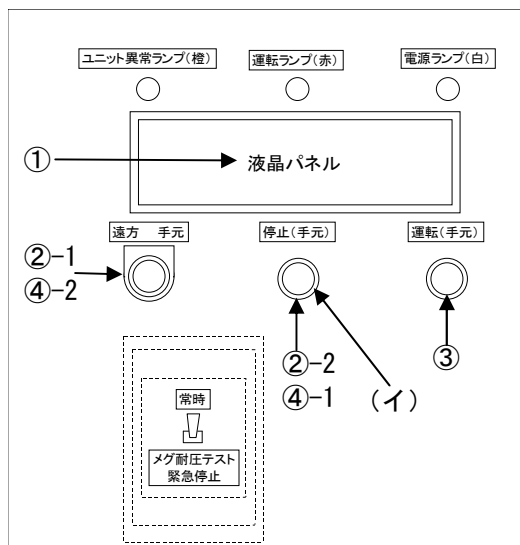 ユニット異常ランプ(橙)
運転ランプ(赤)
電源ランプ(白)
①
液晶パネル
遠方 手元
停止(手元)
運転(手元)
②-1
④-2
②-2
④-1
(イ)
③
常時
メグ耐圧テスト
緊急停止